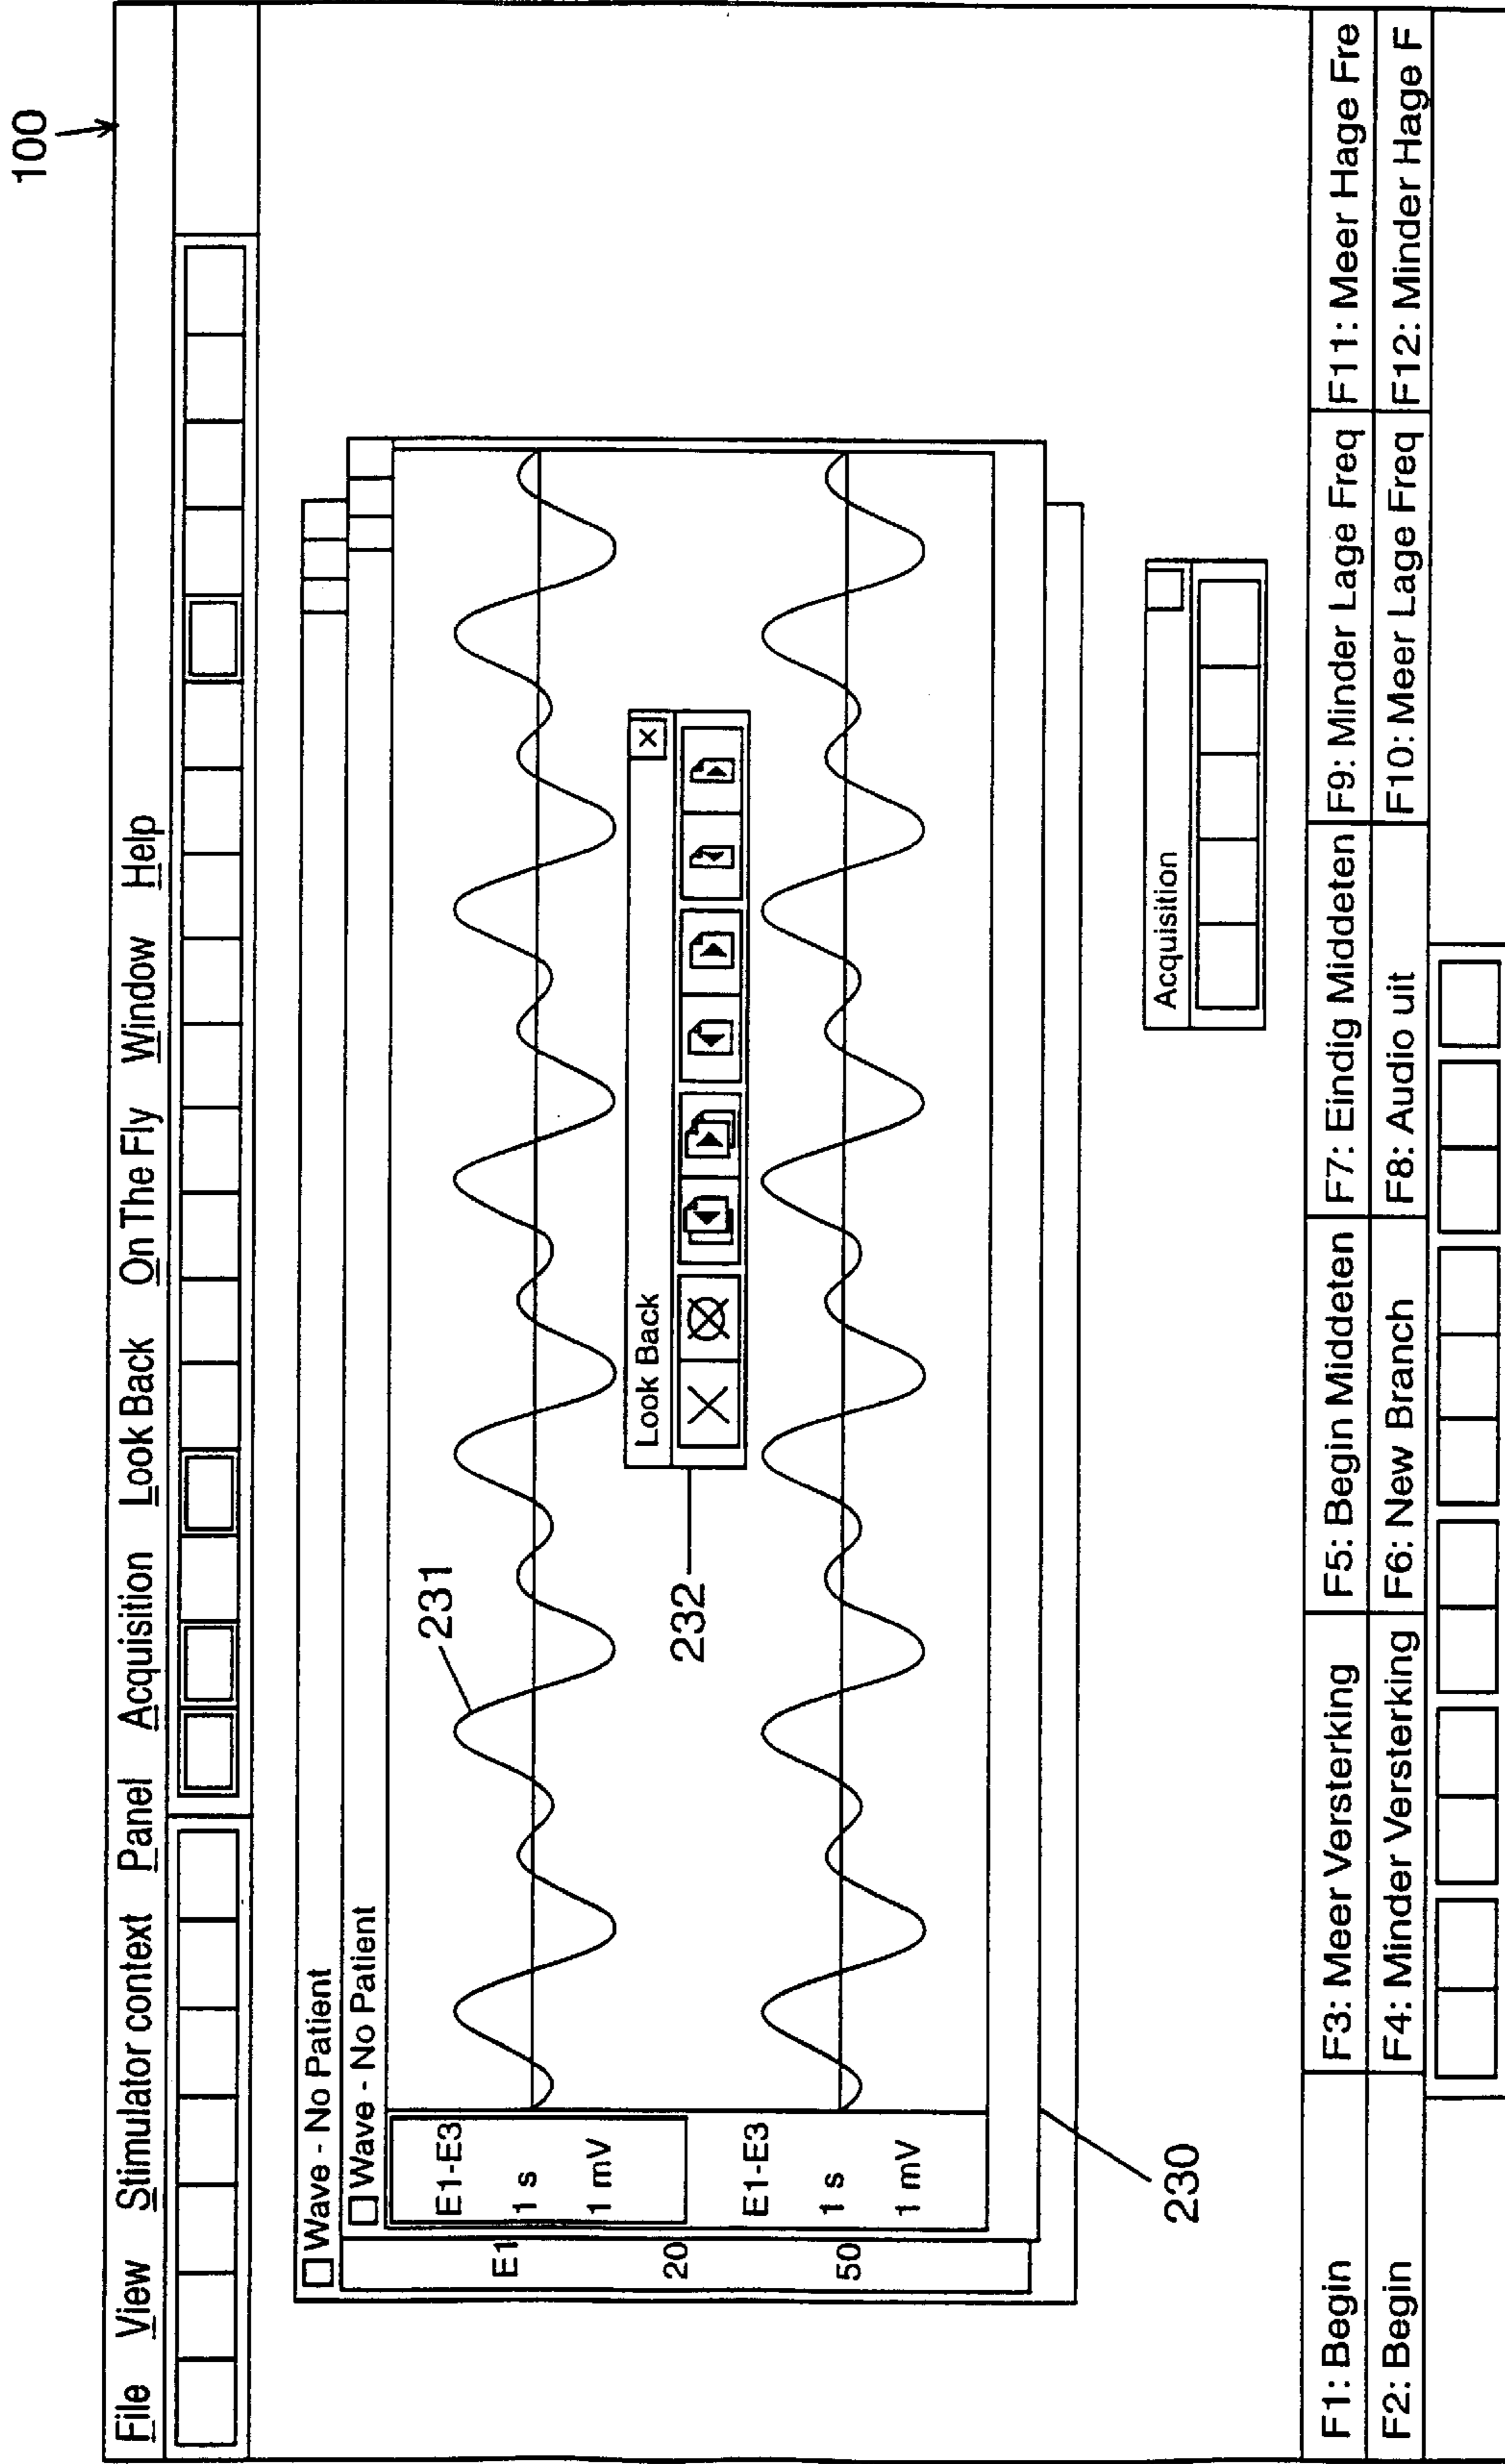 100
File View Stimulator context Panel Acquisition Look Back On The Fly Window Help
Wave - No Patient
Wave - No Patient
E1
20
50
E1-E3
1 s
1 mV
E1-E3
1 s
1 mV
231
Look Back
232
230
Acquisition
F1: Begin F3: Meer Versterking F5: Begin Middeten F7: Eindig Middeten F9: Minder Lage Freq F11: Meer Hage Fre
F2: Begin F4: Minder Versterking F6: New Branch F8: Audio uit F10: Meer Lage Freq F12: Minder Hage F